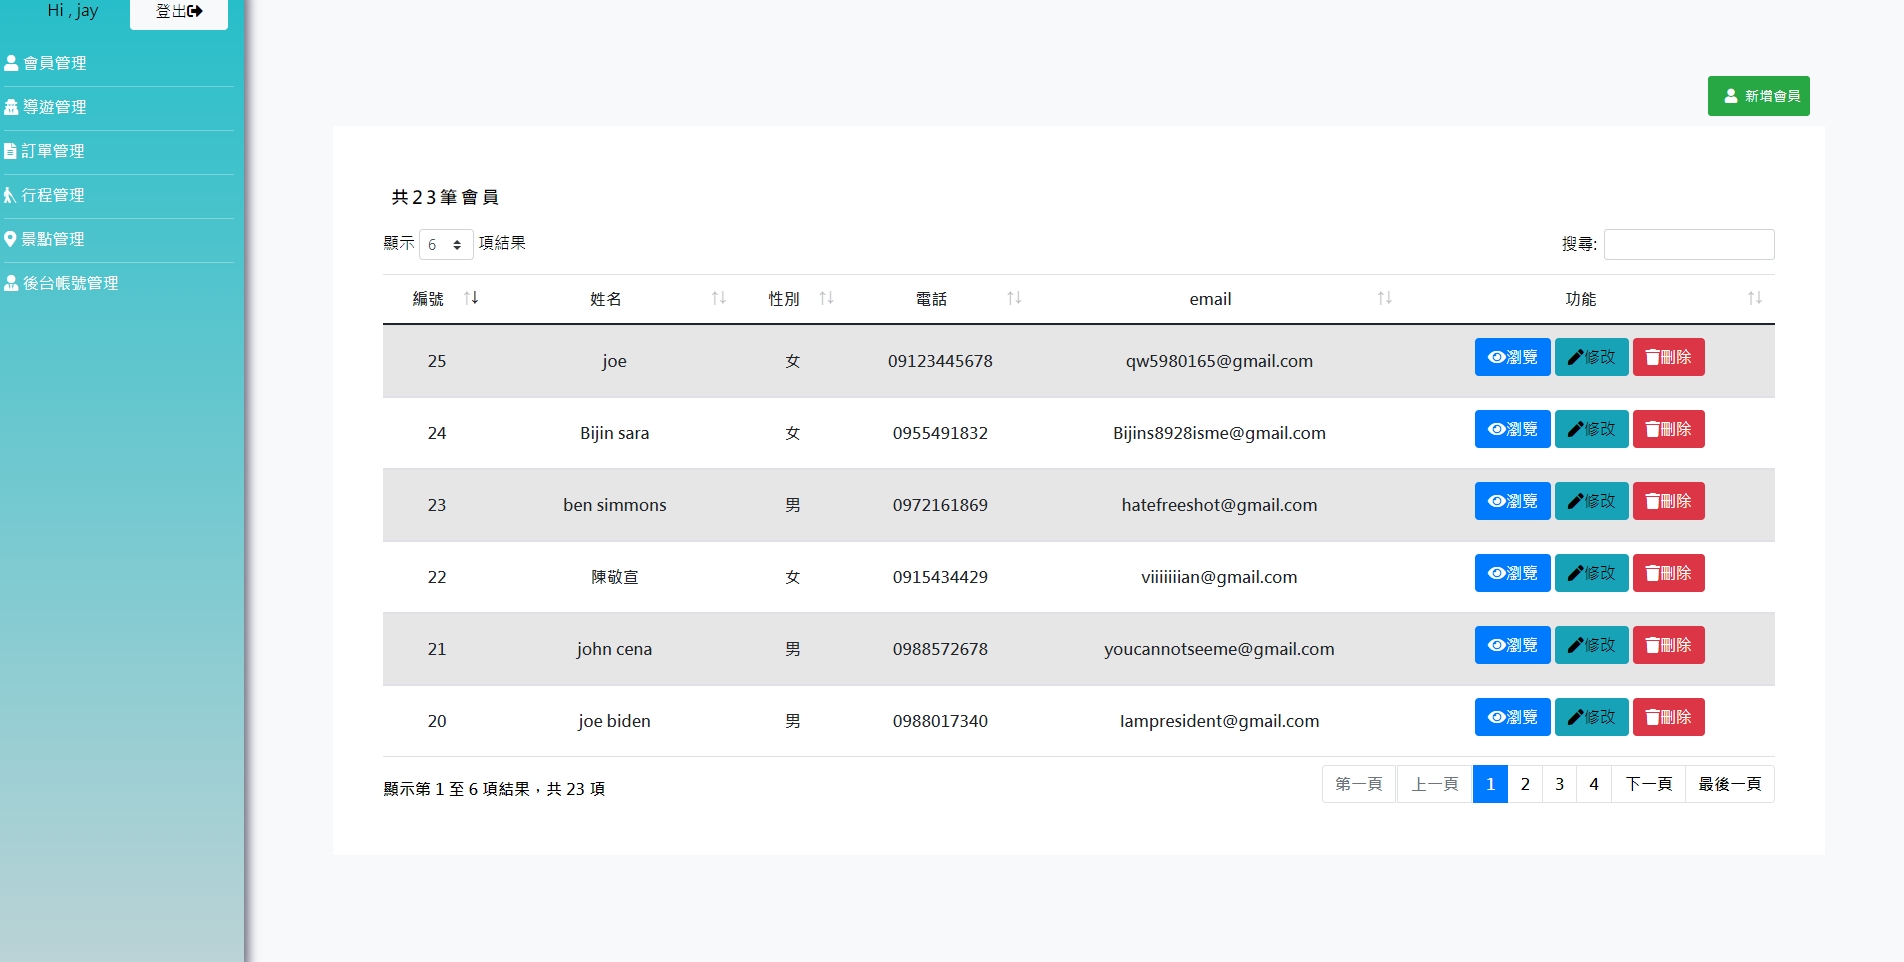 Hi , jay 登出
會員管理
導遊管理
訂單管理
行程管理
景點管理
後台帳號管理
新增會員
共23筆會員
顯示 6 項結果
搜尋:
編號 姓名 性別 電話 email 功能
25 joe 女 09123445678 qw5980165@gmail.com 瀏覽 修改 刪除
24 Bijin sara 女 0955491832 Bijins8928isme@gmail.com 瀏覽 修改 刪除
23 ben simmons 男 0972161869 hatefreeshot@gmail.com 瀏覽 修改 刪除
22 陳敬宣 女 0915434429 viiiiiiian@gmail.com 瀏覽 修改 刪除
21 john cena 男 0988572678 youcannotseeme@gmail.com 瀏覽 修改 刪除
20 joe biden 男 0988017340 Iampresident@gmail.com 瀏覽 修改 刪除
顯示第 1 至 6 項結果，共 23 項
第一頁 上一頁 1 2 3 4 下一頁 最後一頁